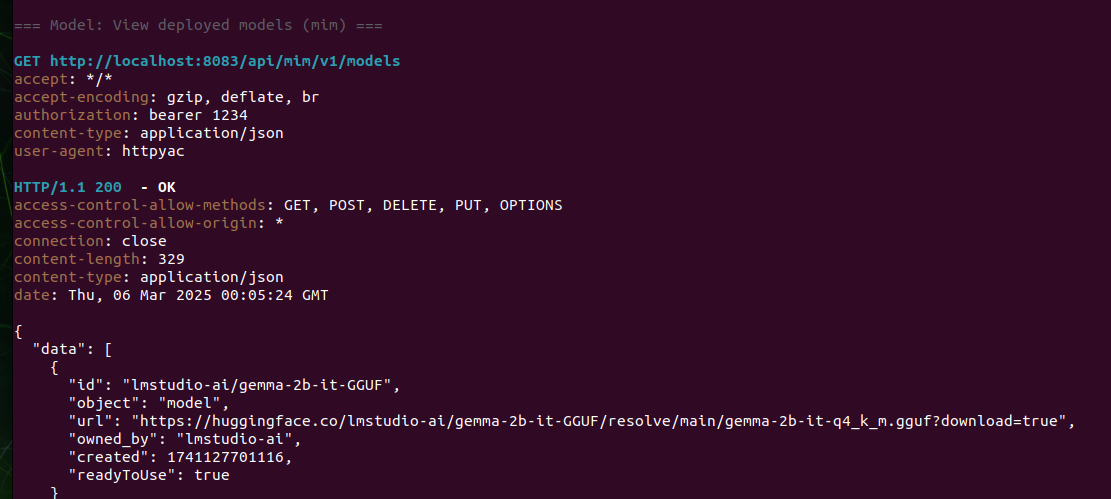 === Model: View deployed models (mim) ===
GET http://localhost:8083/api/mim/v1/models
accept: */*
accept-encoding: gzip, deflate, br
authorization: bearer 1234
content-type: application/json
user-agent: httpyac
HTTP/1.1 200  - OK
access-control-allow-methods: GET, POST, DELETE, PUT, OPTIONS
access-control-allow-origin: *
connection: close
content-length: 329
content-type: application/json
date: Thu, 06 Mar 2025 00:05:24 GMT
{
  "data": [
    {
      "id": "lmstudio-ai/gemma-2b-it-GGUF",
      "object": "model",
      "url": "https://huggingface.co/lmstudio-ai/gemma-2b-it-GGUF/resolve/main/gemma-2b-it-q4_k_m.gguf?download=true",
      "owned_by": "lmstudio-ai",
      "created": 1741127701116,
      "readyToUse": true
    }